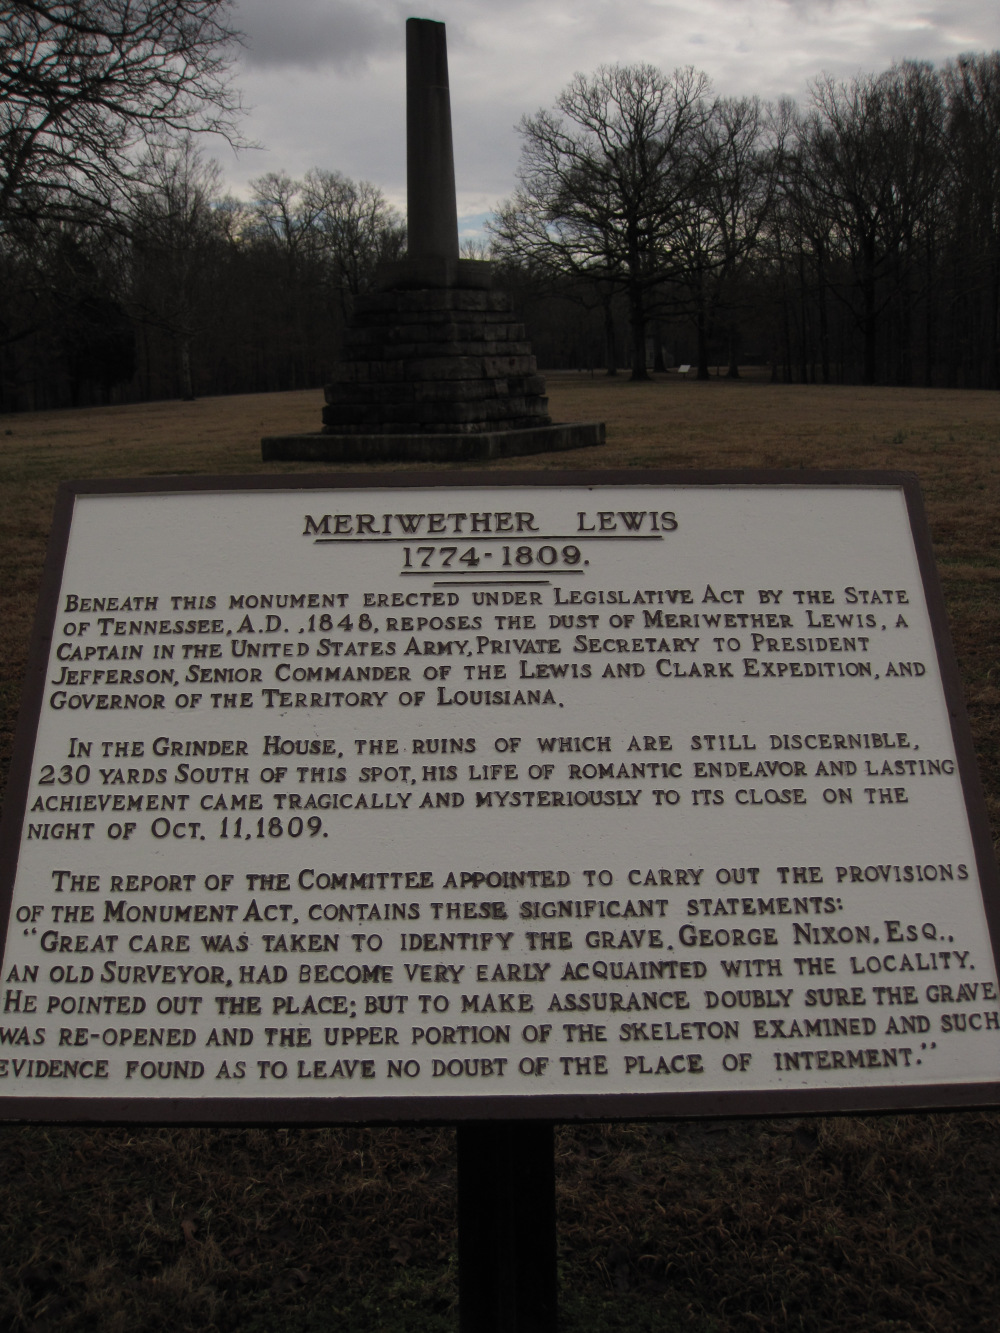 MERIWETHER LEWIS
1774-1809.
BENEATH THIS MONUMENT ERECTED UNDER LEGISLATIVE ACT BY THE STATE
OF TENNESSEE, A.D. ,1848, REPOSES THE DUST OF MERIWETHER LEWIS, A
CAPTAIN IN THE UNITED STATES ARMY, PRIVATE SECRETARY TO PRESIDENT
JEFFERSON, SENIOR COMMANDER OF THE LEWIS AND CLARK EXPEDITION, AND
GOVERNOR OF THE TERRITORY OF LOUISIANA.
IN THE GRINDER HOUSE, THE RUINS OF WHICH ARE STILL DISCERNIBLE,
230 YARDS SOUTH OF THIS SPOT, HIS LIFE OF ROMANTIC ENDEAVOR AND LASTING
ACHIEVEMENT CAME TRAGICALLY AND MYSTERIOUSLY TO ITS CLOSE ON THE
NIGHT OF OCT. 11, 1809.
THE REPORT OF THE COMMITTEE APPOINTED TO CARRY OUT THE PROVISIONS
OF THE MONUMENT ACT, CONTAINS THESE SIGNIFICANT STATEMENTS:
"GREAT CARE WAS TAKEN TO IDENTIFY THE GRAVE. GEORGE NIXON, ESQ.,
AN OLD SURVEYOR, HAD BECOME VERY EARLY ACQUAINTED WITH THE LOCALITY.
HE POINTED OUT THE PLACE; BUT TO MAKE ASSURANCE DOUBLY SURE THE GRAVE
WAS RE-OPENED AND THE UPPER PORTION OF THE SKELETON EXAMINED AND SUCH
EVIDENCE FOUND AS TO LEAVE NO DOUBT OF THE PLACE OF INTERMENT."